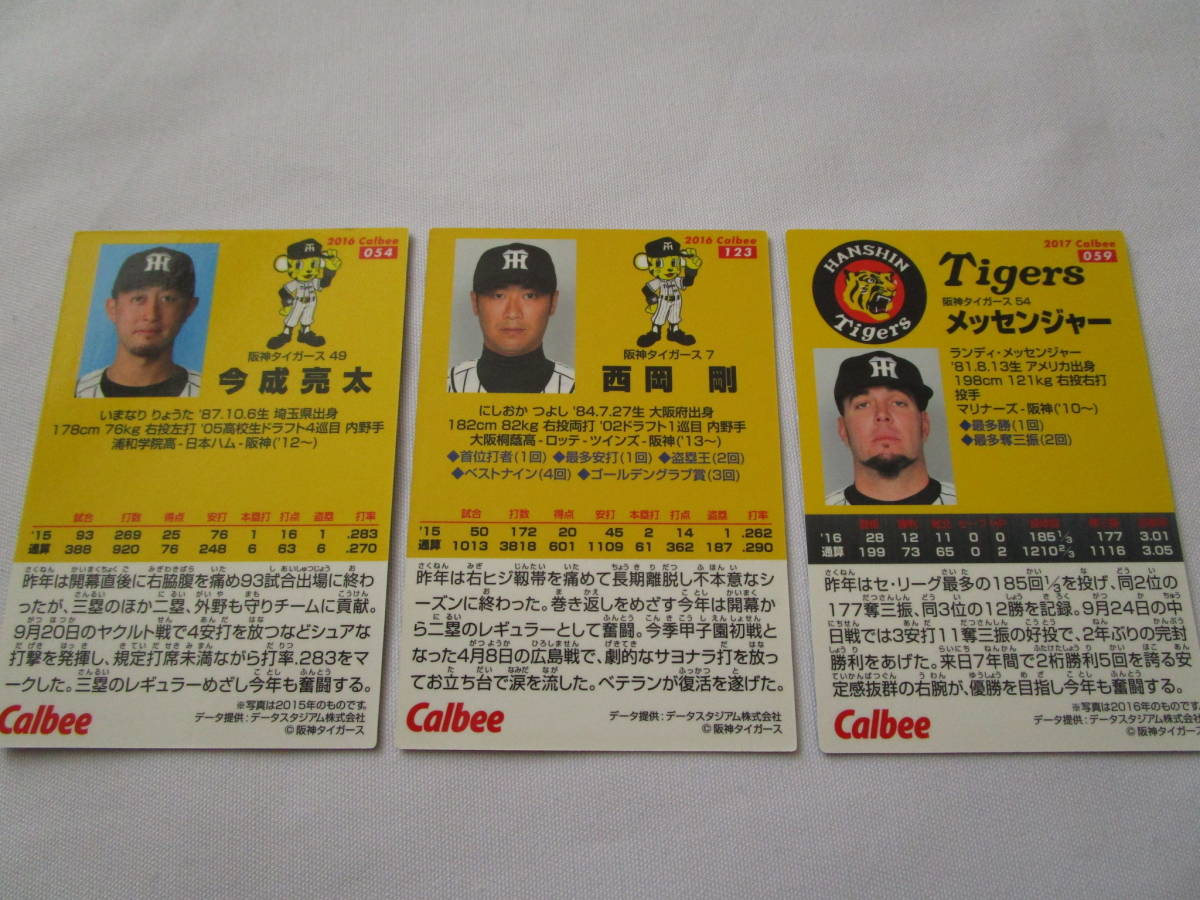 2016 Calbee
054
阪神タイガース 49
今成亮太
いまなり りょうた '87.10.6生 埼玉県出身
178cm 76kg 右投左打 '05高校生ドラフト4巡目 内野手
浦和学院高-日本ハム-阪神('12〜)
試合 打数 得点 安打 本塁打 打点 盗塁 打率
'15 93 269 25 76 1 16 1 .283
通算 388 920 76 248 6 63 6 .270
昨年は開幕直後に右脇腹を痛め93試合出場に終わ
ったが、三塁のほか二塁、外野も守りチームに貢献。
9月20日のヤクルト戦で4安打を放つなどシュアな
打撃を発揮し、規定打席未満ながら打率.283をマ
ークした。三塁のレギュラーめざし今年も奮闘する。
※写真は2015年のものです。
Calbee
データ提供:データスタジアム株式会社
©阪神タイガース
2016 Calbee
123
阪神タイガース 7
西岡 剛
にしおか つよし '84.7.27生 大阪府出身
182cm 82kg 右投両打 '02ドラフト1巡目 内野手
大阪桐蔭高-ロッテ-ツインズ-阪神('13〜)
◆首位打者(1回) ◆最多安打(1回) ◆盗塁王(2回)
◆ベストナイン(4回) ◆ゴールデングラブ賞(3回)
試合 打数 得点 安打 本塁打 打点 盗塁 打率
'15 50 172 20 45 2 14 1 .262
通算 1013 3818 601 1109 61 362 187 .290
昨年は右ヒジ靱帯を痛めて長期離脱し不本意なシ
ーズンに終わった。巻き返しをめざす今年は開幕か
ら二塁のレギュラーとして奮闘。今季甲子園初戦と
なった4月8日の広島戦で、劇的なサヨナラ打を放っ
てお立ち台で涙を流した。ベテランが復活を遂げた。
Calbee
データ提供:データスタジアム株式会社
©阪神タイガース
2017 Calbee
059
HANSHIN
Tigers
Tigers
阪神タイガース 54
メッセンジャー
ランディ・メッセンジャー
'81.8.13生 アメリカ出身
198cm 121kg 右投右打
投手
マリナーズ-阪神('10〜)
◆最多勝(1回)
◆最多奪三振(2回)
'16 28 12 11 0 0 185 1/3 177 3.01
通算 199 73 65 0 2 1210 2/3 1116 3.05
昨年はセ・リーグ最多の185回1/3を投げ、同2位の
177奪三振、同3位の12勝を記録。9月24日の中
日戦では3安打11奪三振の好投で、2年ぶりの完封
勝利をあげた。来日7年間で2桁勝利5回を誇る安
定感抜群の右腕が、優勝を目指し今年も奮闘する。
※写真は2016年のものです。
Calbee
データ提供:データスタジアム株式会社
©阪神タイガース